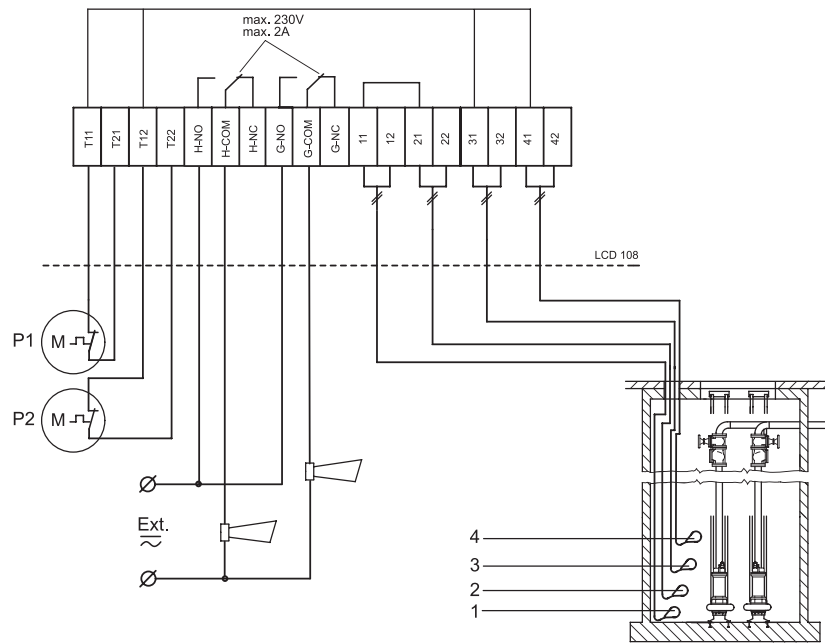 max. 230V
max. 2A
T11
T21
T12
T22
H-NO
H-COM
H-NC
G-NO
G-COM
G-NC
11
12
21
22
31
32
41
42
LCD 108
P1
M
P2
M
Ext.
4
3
2
1